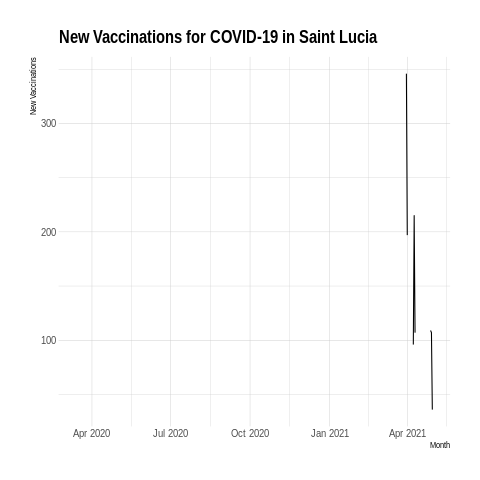 New Vaccinations for COVID-19 in Saint Lucia
New Vaccinations
300
200
100
Apr 2020 Jul 2020 Oct 2020 Jan 2021 Apr 2021
Month